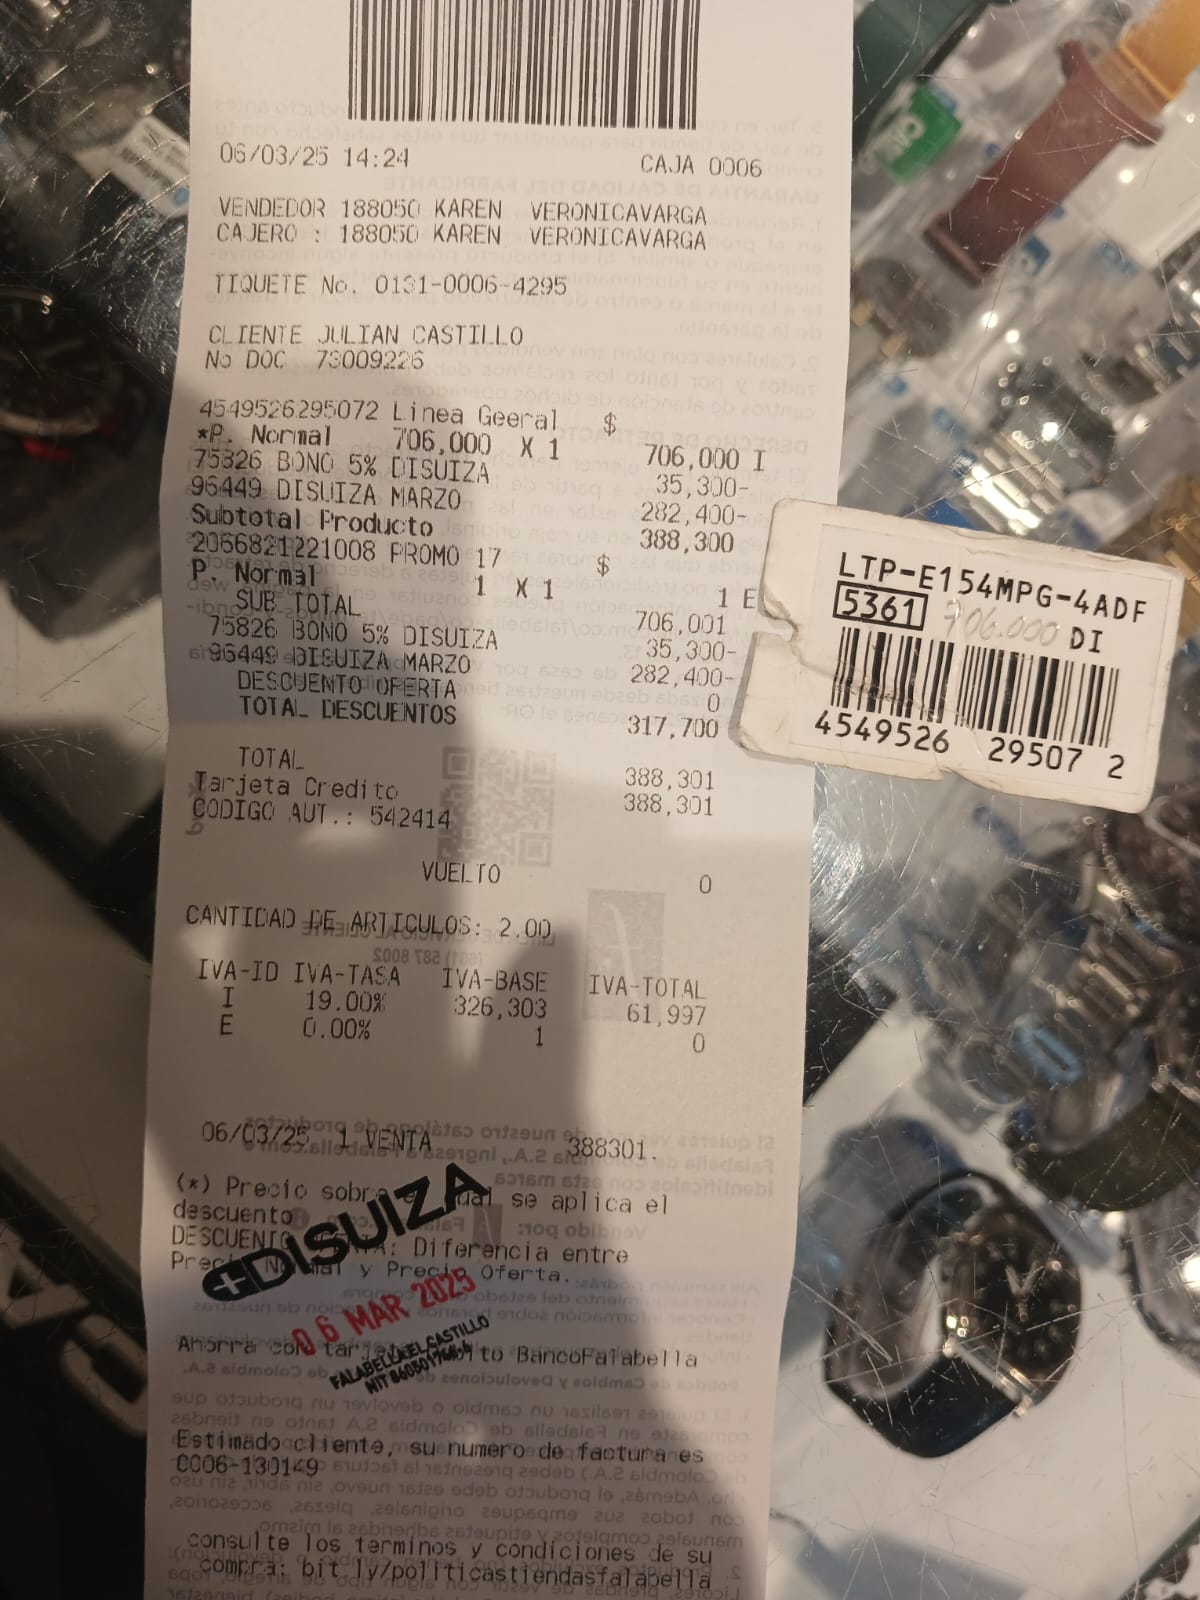 06/03/25 14:24 CAJA 0006
VENDEDOR 188050 KAREN VERONICAVARGA
CAJERO : 188050 KAREN VERONICAVARGA
TIQUETE No. 0131-0006-4295
CLIENTE JULIAN CASTILLO
No DOC 73009226
4549526295072 Linea Geeral $
*P. Normal 706,000 X 1 706,000 I
75826 BONO 5% DISUIZA 35,300-
96449 DISUIZA MARZO 282,400-
Subtotal Producto 388,300
2056821221008 PROMO 17 $
P. Normal 1 X 1 1 E
SUB TOTAL 706,001
75826 BONO 5% DISUIZA 35,300-
96449 DISUIZA MARZO 282,400-
DESCUENTO OFERTA 0
TOTAL DESCUENTOS 317,700
TOTAL 388,301
Tarjeta Credito 388,301
CODIGO AUT.: 542414
VUELTO 0
CANTIDAD DE ARTICULOS: 2.00
IVA-ID IVA-TASA IVA-BASE IVA-TOTAL
I 19.00% 326,303 61,997
E 0.00% 1 0
06/03/25 1 VENTA 388301.
(*) Precio sobre el cual se aplica el
descuento
DESCUENTO OFERTA: Diferencia entre
Precio Normal y Precio Oferta.
DISUIZA
06 MAR 2025
FALABELLA EL CASTILLO
Ahorra con tarjeta BancoFalabella
Estimado cliente, su numero de factura es
0006-130149
consulte los terminos y condiciones de su
compra: bit.ly/politicastiendasfalabella
LTP-E154MPG-4ADF
5361 706.000 DI
4549526 29507 2